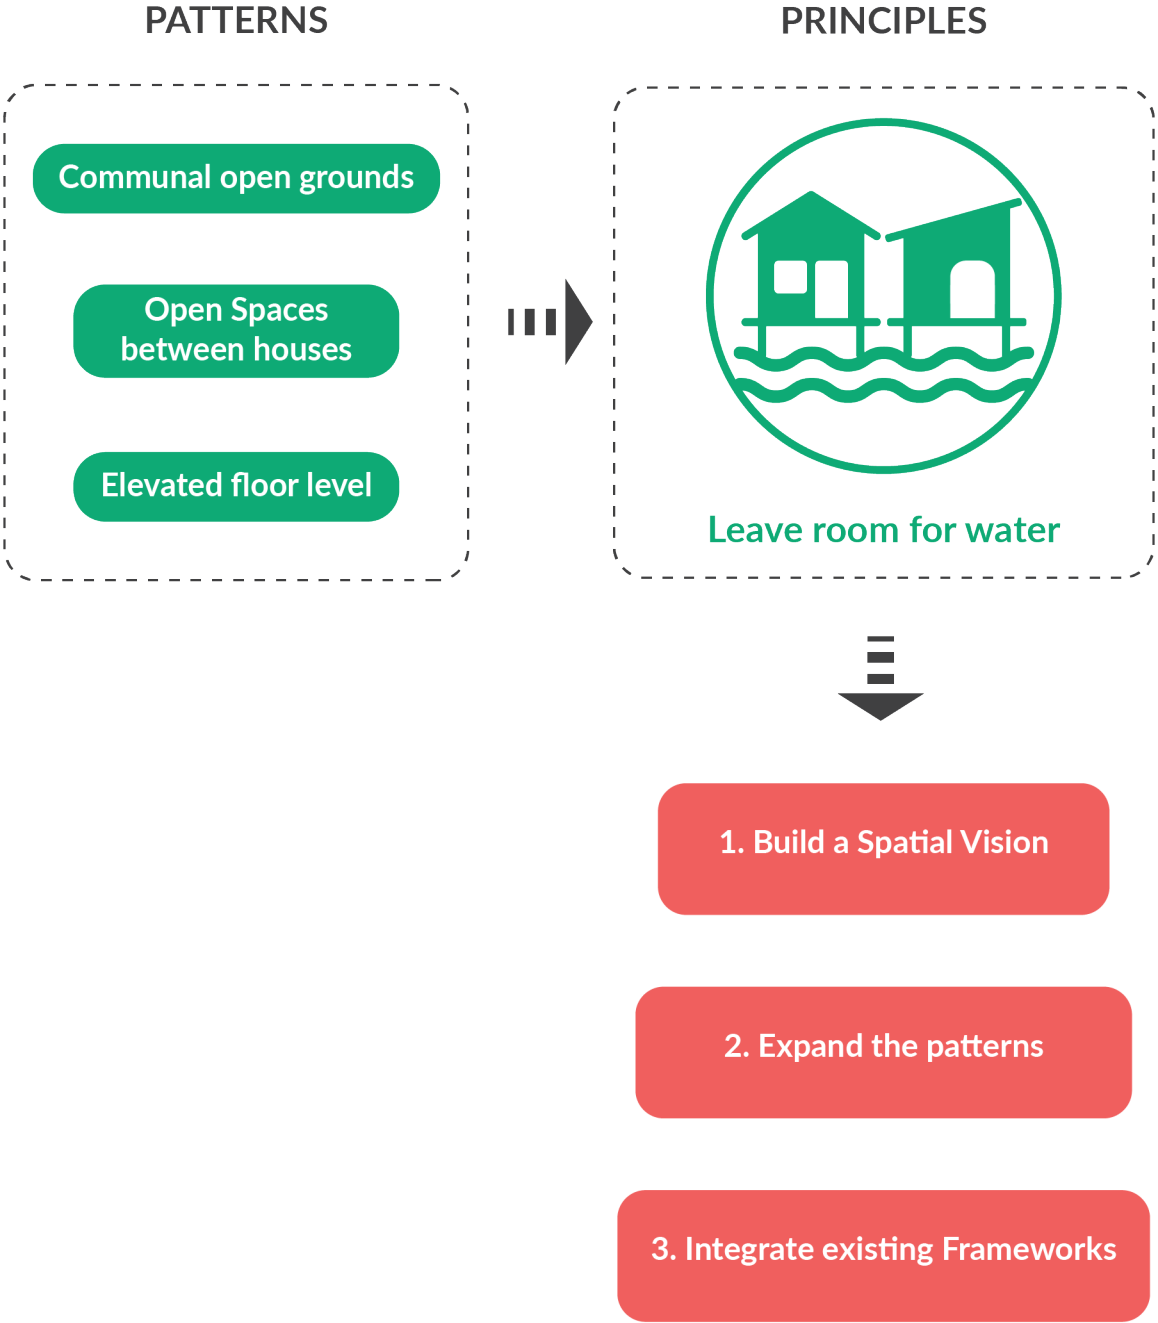 PATTERNS
PRINCIPLES
Communal open grounds
Open Spaces
between houses
Elevated floor level
Leave room for water
1. Build a Spatial Vision
2. Expand the patterns
3. Integrate existing Frameworks